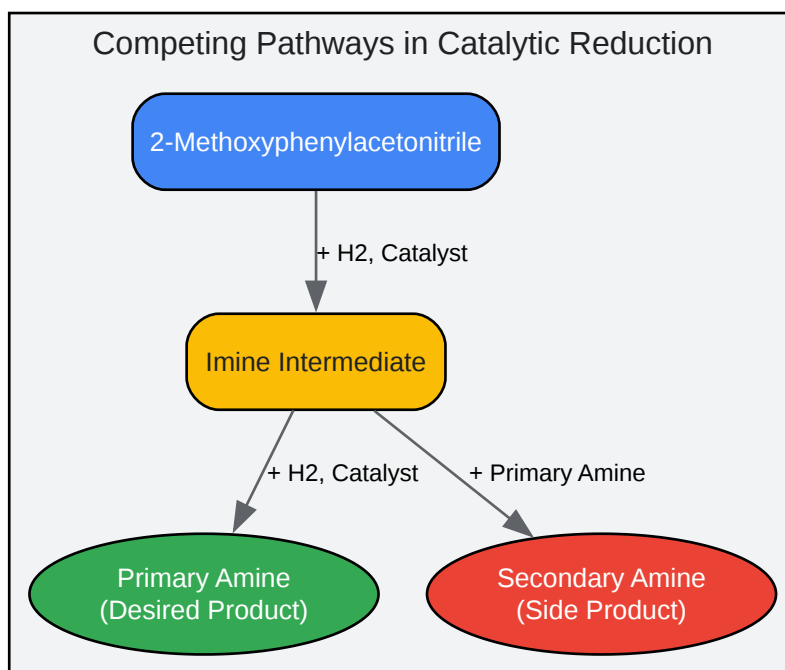 Competing Pathways in Catalytic Reduction
2-Methoxyphenylacetonitrile
+ H2, Catalyst
Imine Intermediate
+ H2, Catalyst
+ Primary Amine
Primary Amine
(Desired Product)
Secondary Amine
(Side Product)